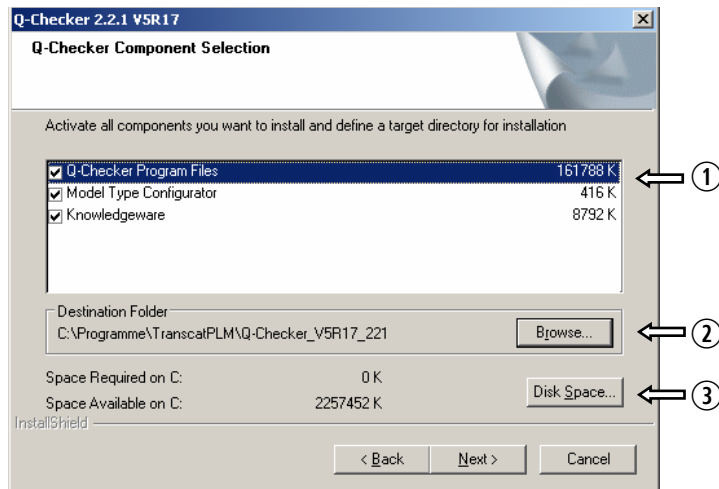 Q-Checker 2.2.1 V5R17
Q-Checker Component Selection
Activate all components you want to install and define a target directory for installation
Q-Checker Program Files 161788 K
Model Type Configurator 416 K
Knowledgeware 8792 K
1
Destination Folder
C:\Programme\TranscatPLM\Q-Checker_V5R17_221 Browse...
2
Space Required on C: 0 K
Disk Space...
3
Space Available on C: 2257452 K
InstallShield
< Back Next > Cancel